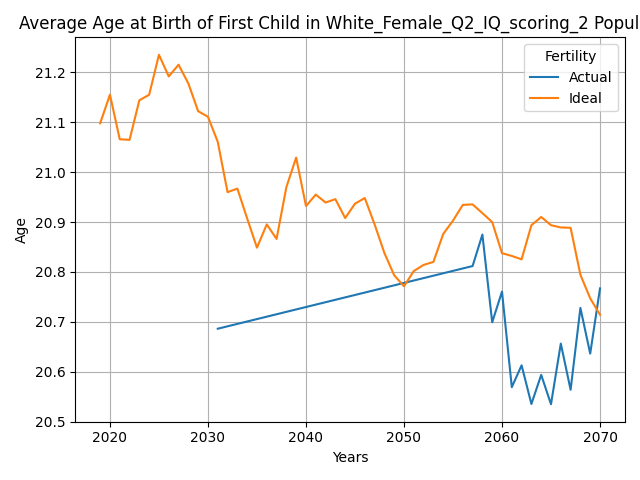 Average Age at Birth of First Child in White_Female_Q2_IQ_scoring_2 Popul
Fertility
Actual
Ideal
21.2
21.1
21.0
20.9
20.8
20.7
20.6
20.5
Age
2020 2030 2040 2050 2060 2070
Years